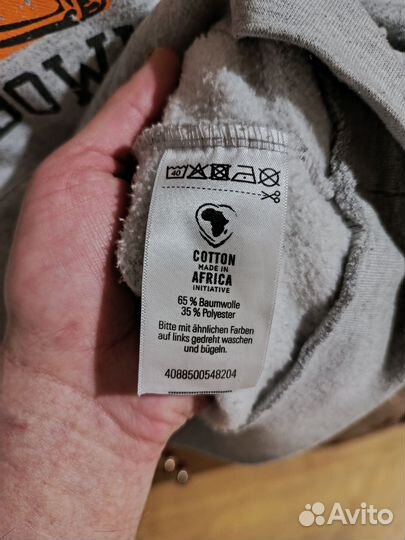 40
COTTON
MADE IN
AFRICA
INITIATIVE
65 % Baumwolle
35 % Polyester
Bitte mit ähnlichen Farben
auf links gedreht waschen
und bügeln.
4088500548204
Avito